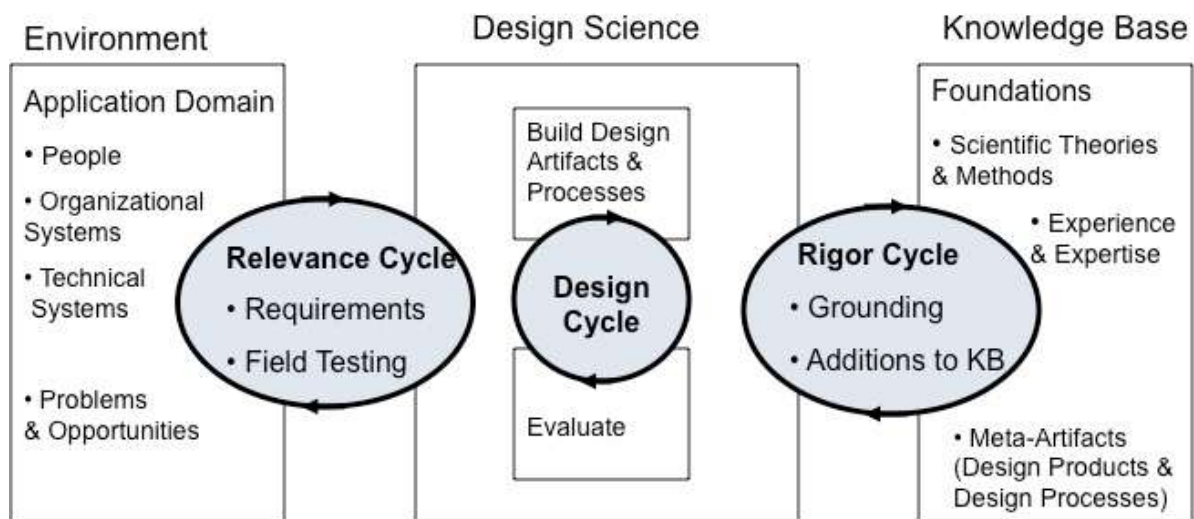 Environment
Application Domain
• People
• Organizational
Systems
• Technical
Systems
• Problems
& Opportunities
Relevance Cycle
• Requirements
• Field Testing
Design Science
Build Design
Artifacts &
Processes
Design
Cycle
Evaluate
Rigor Cycle
• Grounding
• Additions to KB
Knowledge Base
Foundations
• Scientific Theories
& Methods
• Experience
& Expertise
• Meta-Artifacts
(Design Products &
Design Processes)